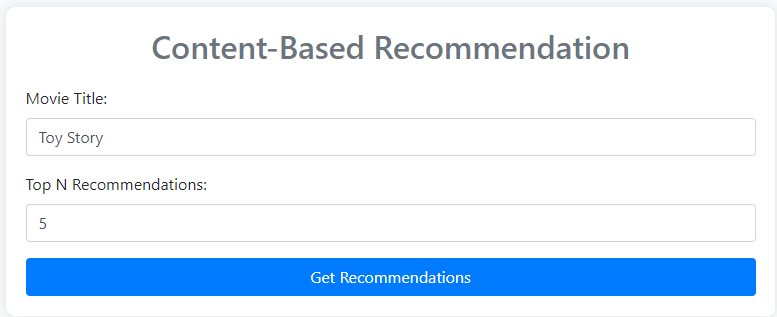 Content-Based Recommendation
Movie Title:
Toy Story
Top N Recommendations:
5
Get Recommendations